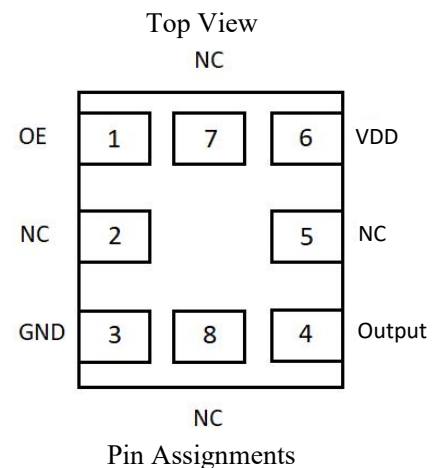 Top View
NC
OE 1 7 6 VDD
NC 2 5 NC
GND 3 8 4 Output
NC
Pin Assignments